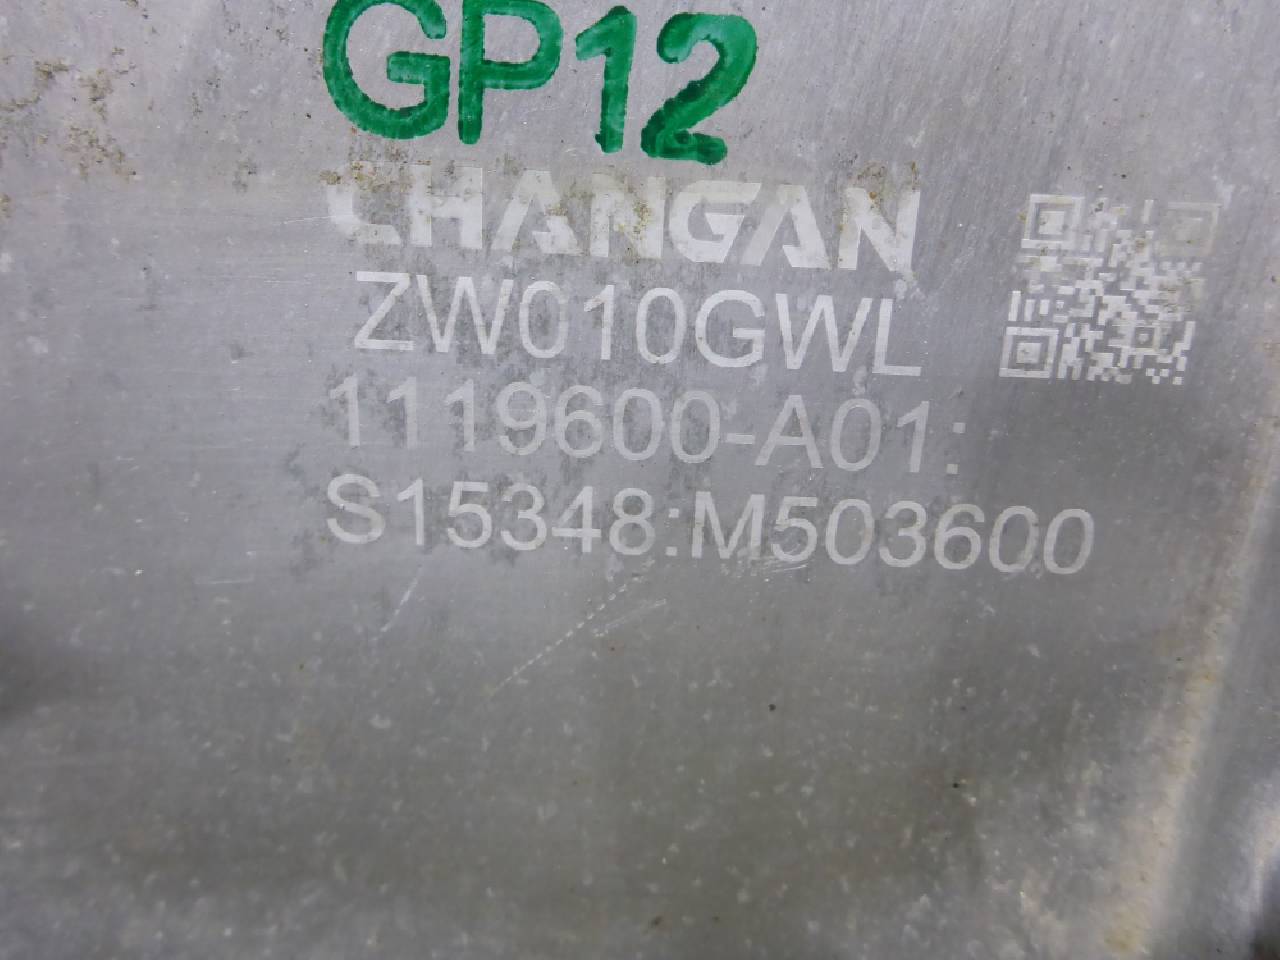 GP12
CHANGAN
ZW010GWL
1119600-A01:
S15348:M503600